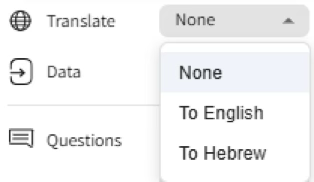 Translate None
Data
None
To English
To Hebrew
Questions